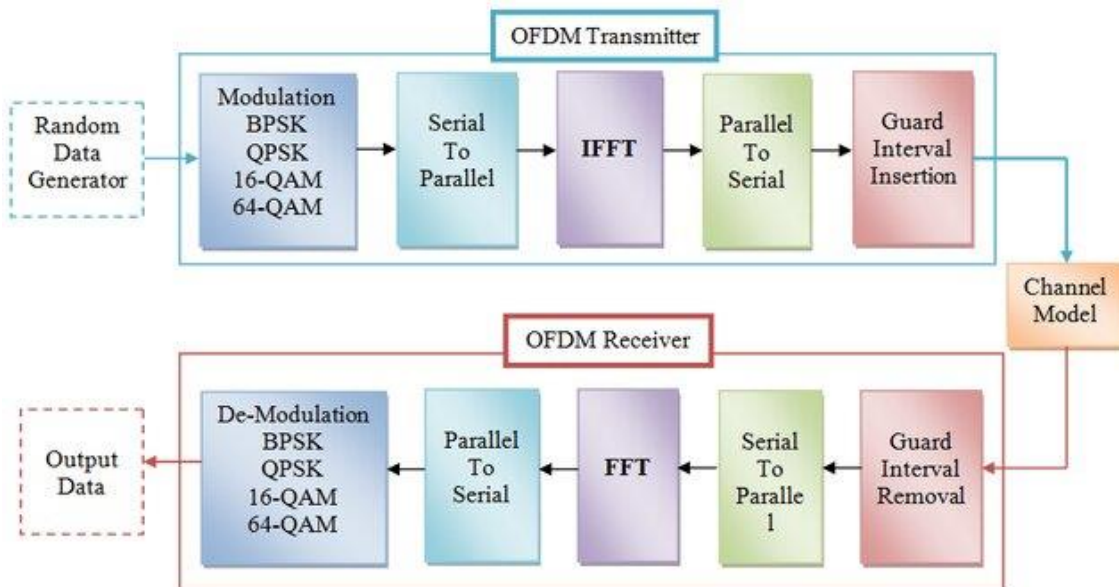 OFDM Transmitter
Random
Data
Generator
Modulation
BPSK
QPSK
16-QAM
64-QAM
Serial
To
Parallel
IFFT
Parallel
To
Serial
Guard
Interval
Insertion
Channel
Model
OFDM Receiver
Output
Data
De-Modulation
BPSK
QPSK
16-QAM
64-QAM
Parallel
To
Serial
FFT
Serial
To
Paralle
l
Guard
Interval
Removal